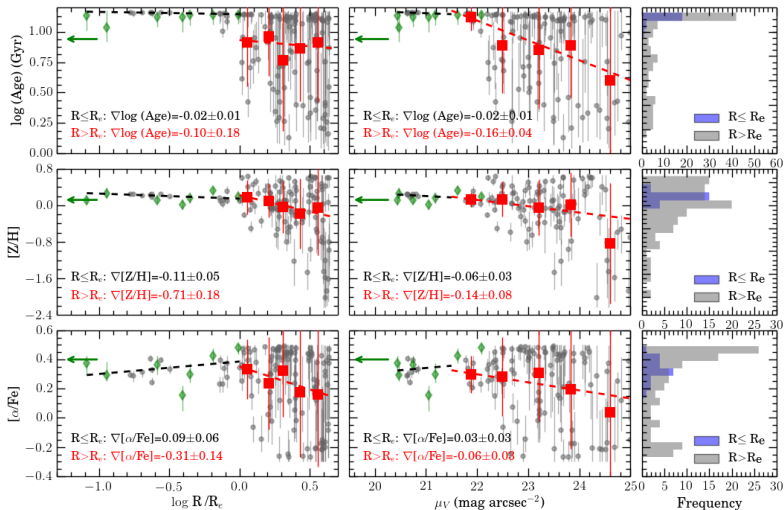 log (Age) (Gyr)
1.00
0.75
0.50
0.25
0.00
R≤Rₑ: ∇log (Age)=-0.02±0.01
R>Rₑ: ∇log (Age)=-0.10±0.18
R≤Rₑ: ∇log (Age)=-0.02±0.01
R>Rₑ: ∇log (Age)=-0.16±0.04
R≤ Re
R>Re
0 10 20 30 40 50 60
[Z/H]
0.8
0.0
-0.8
-1.6
-2.4
R≤Rₑ: ∇[Z/H]=-0.11±0.05
R>Rₑ: ∇[Z/H]=-0.71±0.18
R≤Rₑ: ∇[Z/H]=-0.06±0.03
R>Rₑ: ∇[Z/H]=-0.14±0.08
R≤ Re
R>Re
0 5 10 15 20 25 30
[α/Fe]
0.6
0.4
0.2
0.0
-0.2
-0.4
R≤Rₑ: ∇[α/Fe]=0.09±0.06
R>Rₑ: ∇[α/Fe]=-0.31±0.14
R≤Rₑ: ∇[α/Fe]=0.03±0.03
R>Rₑ: ∇[α/Fe]=-0.06±0.03
R≤ Re
R>Re
-1.0 -0.5 0.0 0.5
20 21 22 23 24 25
0 5 10 15 20 25 30
log R/Rₑ
μ_V (mag arcsec⁻²)
Frequency